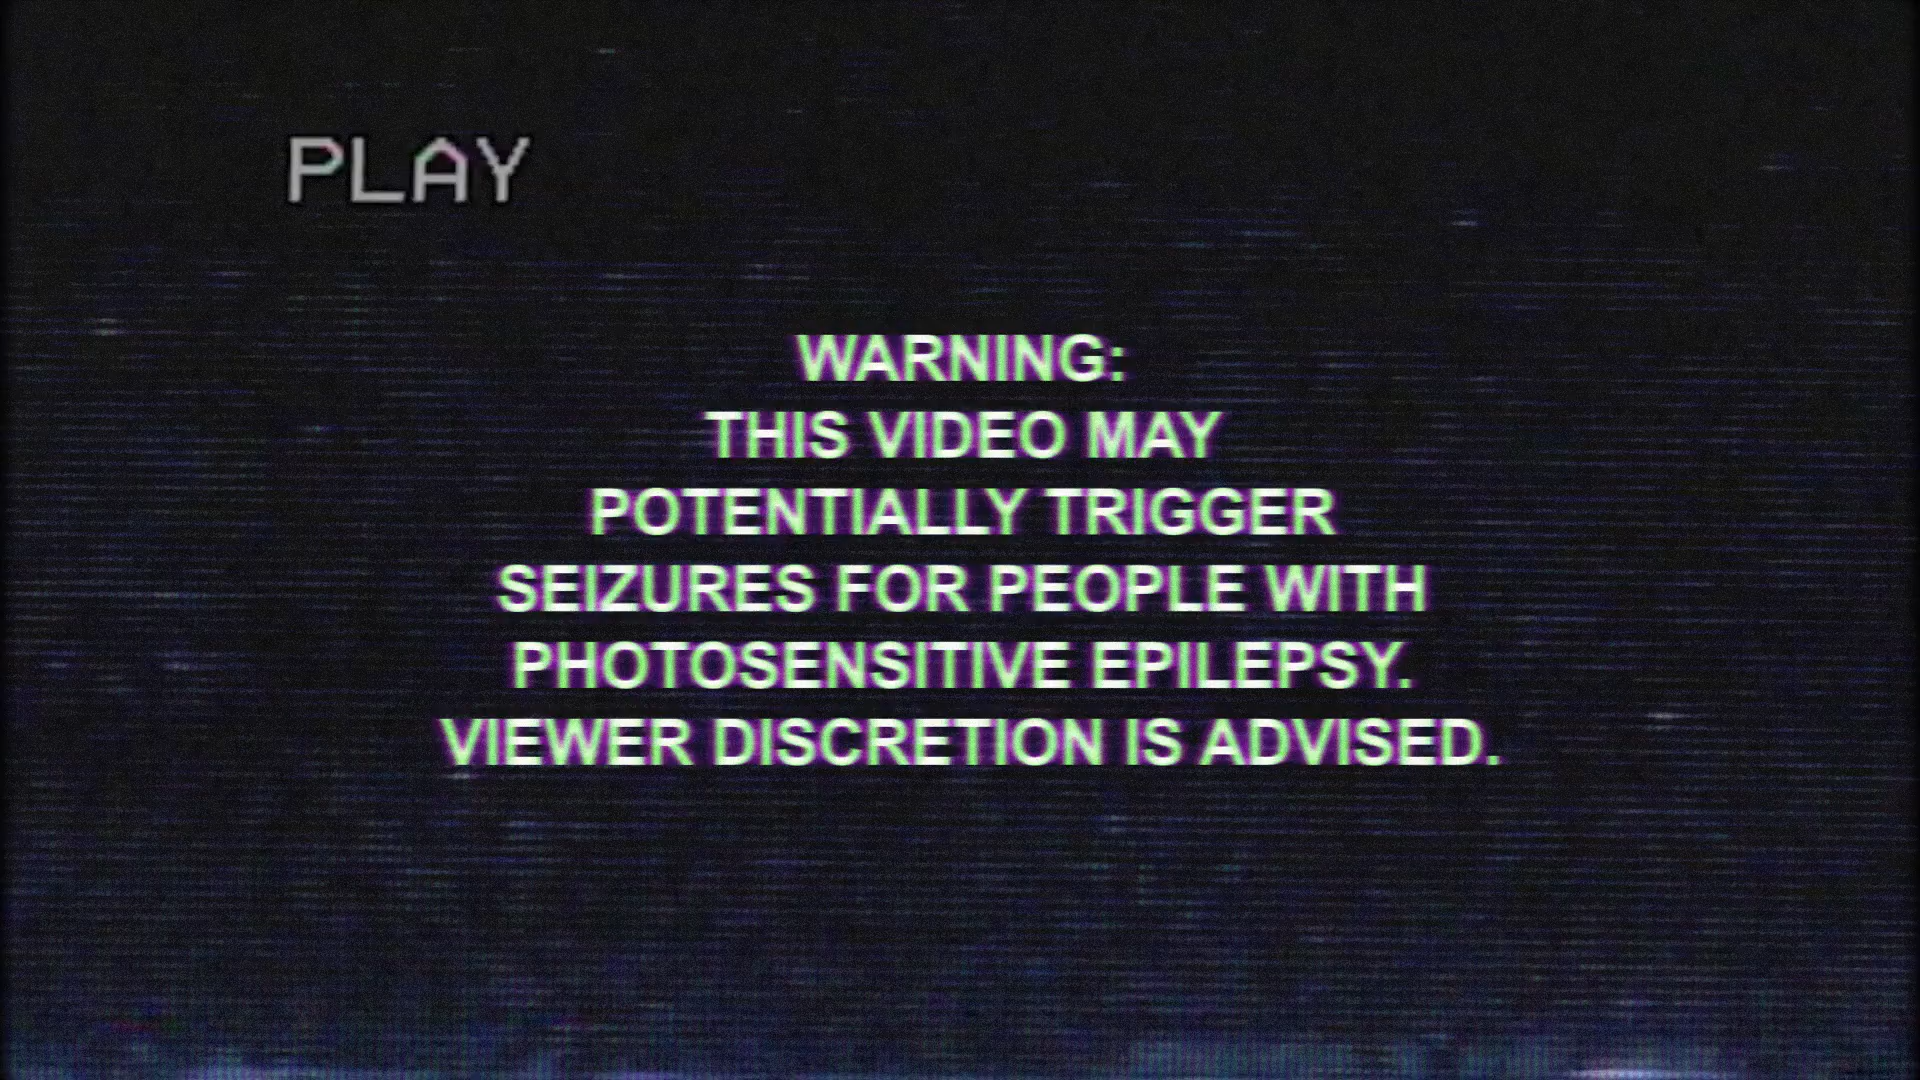 PLAY
WARNING:
THIS VIDEO MAY
POTENTIALLY TRIGGER
SEIZURES FOR PEOPLE WITH
PHOTOSENSITIVE EPILEPSY.
VIEWER DISCRETION IS ADVISED.